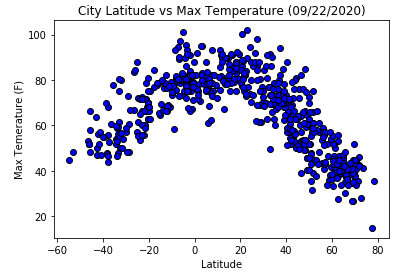 City Latitude vs Max Temperature (09/22/2020)
Max Temerature (F)
100
80
60
40
20
−60 −40 −20 0 20 40 60 80
Latitude